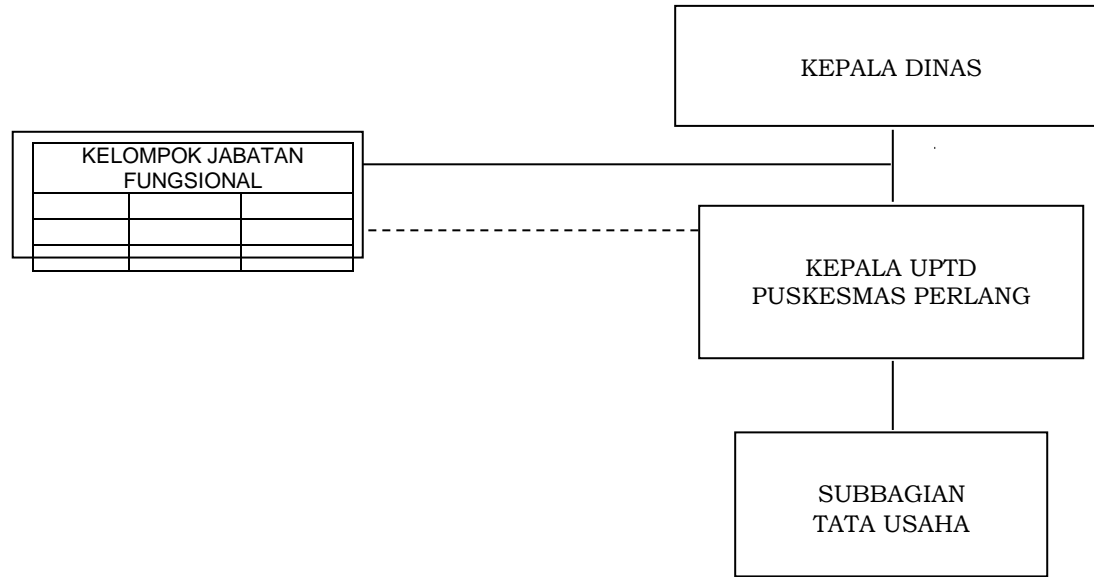 KEPALA DINAS
KELOMPOK JABATAN
FUNGSIONAL
KEPALA UPTD
PUSKESMAS PERLANG
SUBBAGIAN
TATA USAHA